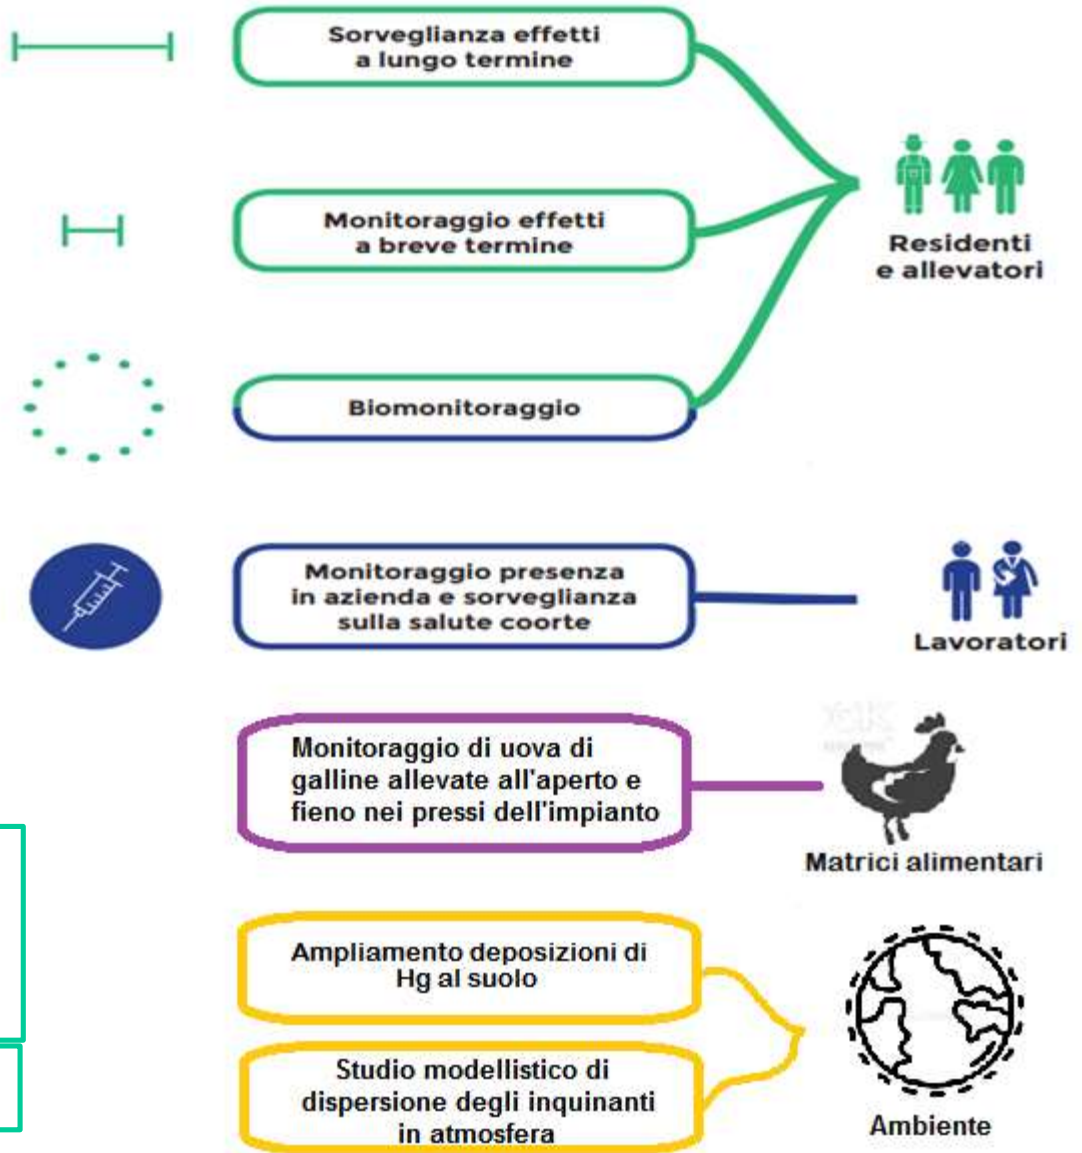 Sorveglianza effetti
a lungo termine
Monitoraggio effetti
a breve termine
Residenti
e allevatori
Biomonitoraggio
Monitoraggio presenza
in azienda e sorveglianza
sulla salute coorte
Lavoratori
Monitoraggio di uova di
galline allevate all'aperto e
fieno nei pressi dell'impianto
Matrici alimentari
Ampliamento deposizioni di
Hg al suolo
Studio modellistico di
dispersione degli inquinanti
in atmosfera
Ambiente